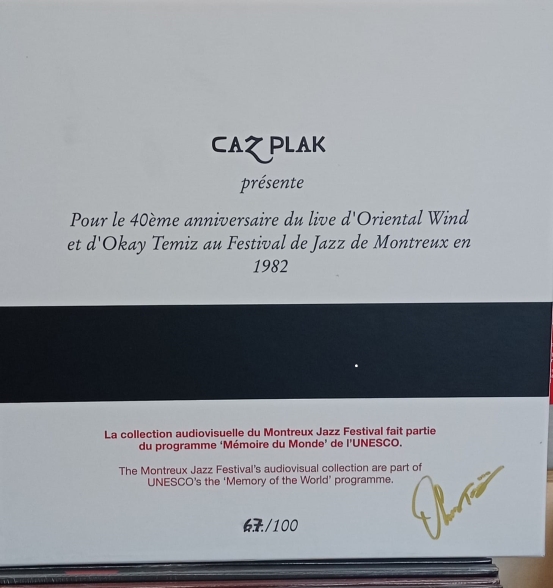 CAZ PLAK
présente
Pour le 40ème anniversaire du live d'Oriental Wind
et d'Okay Temiz au Festival de Jazz de Montreux en
1982
La collection audiovisuelle du Montreux Jazz Festival fait partie
du programme ‘Mémoire du Monde’ de l’UNESCO.
The Montreux Jazz Festival’s audiovisual collection are part of
UNESCO's the ‘Memory of the World’ programme.
67./100